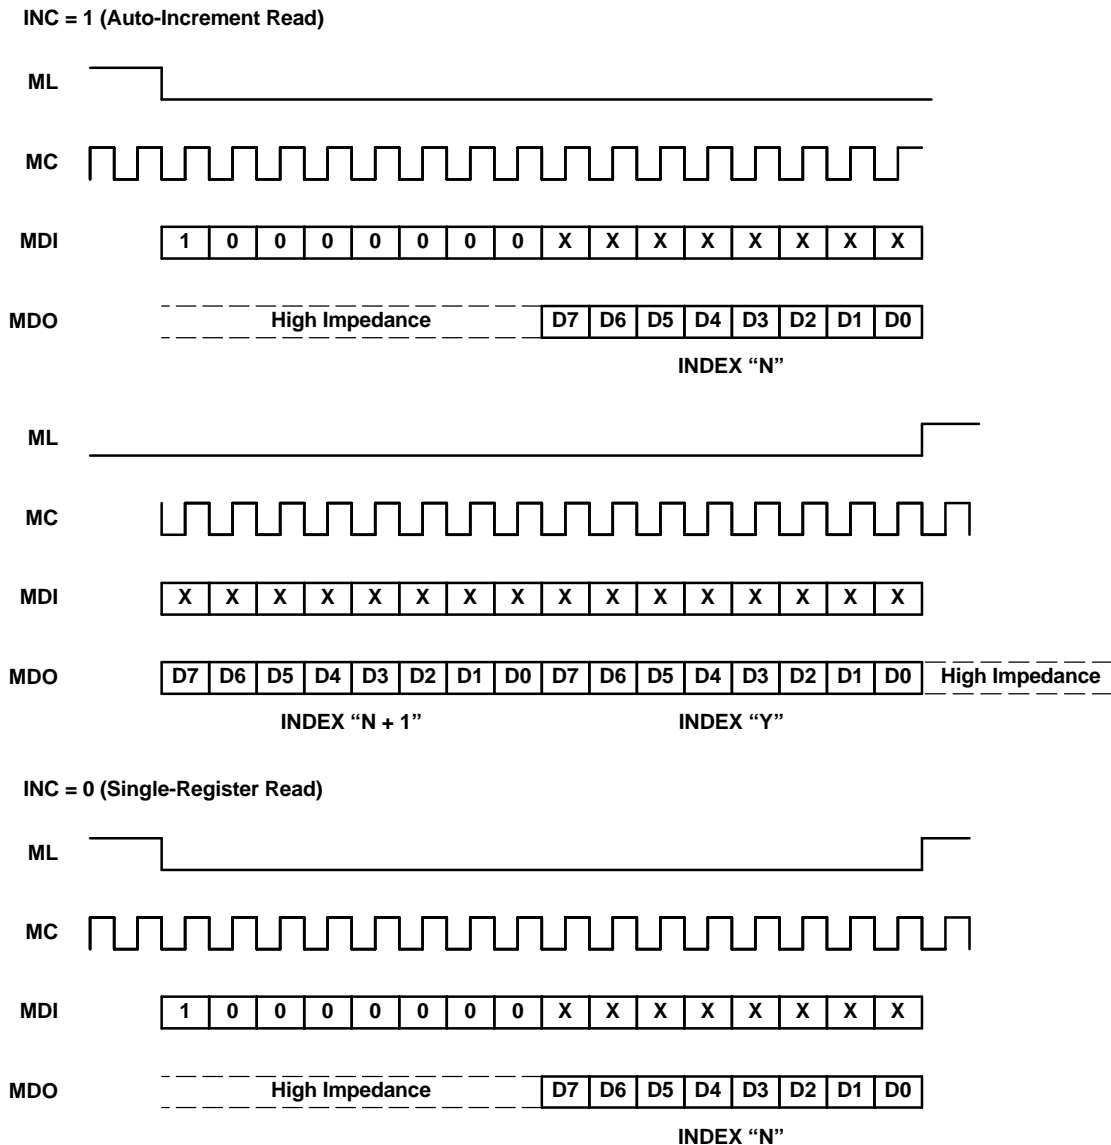 INC = 1 (Auto-Increment Read)
ML
MC
MDI 1 0 0 0 0 0 0 0 X X X X X X X X
MDO High Impedance D7 D6 D5 D4 D3 D2 D1 D0
INDEX “N”
ML
MC
MDI X X X X X X X X X X X X X X X X
MDO D7 D6 D5 D4 D3 D2 D1 D0 D7 D6 D5 D4 D3 D2 D1 D0 High Impedance
INDEX “N + 1” INDEX “Y”
INC = 0 (Single-Register Read)
ML
MC
MDI 1 0 0 0 0 0 0 0 X X X X X X X X
MDO High Impedance D7 D6 D5 D4 D3 D2 D1 D0
INDEX “N”